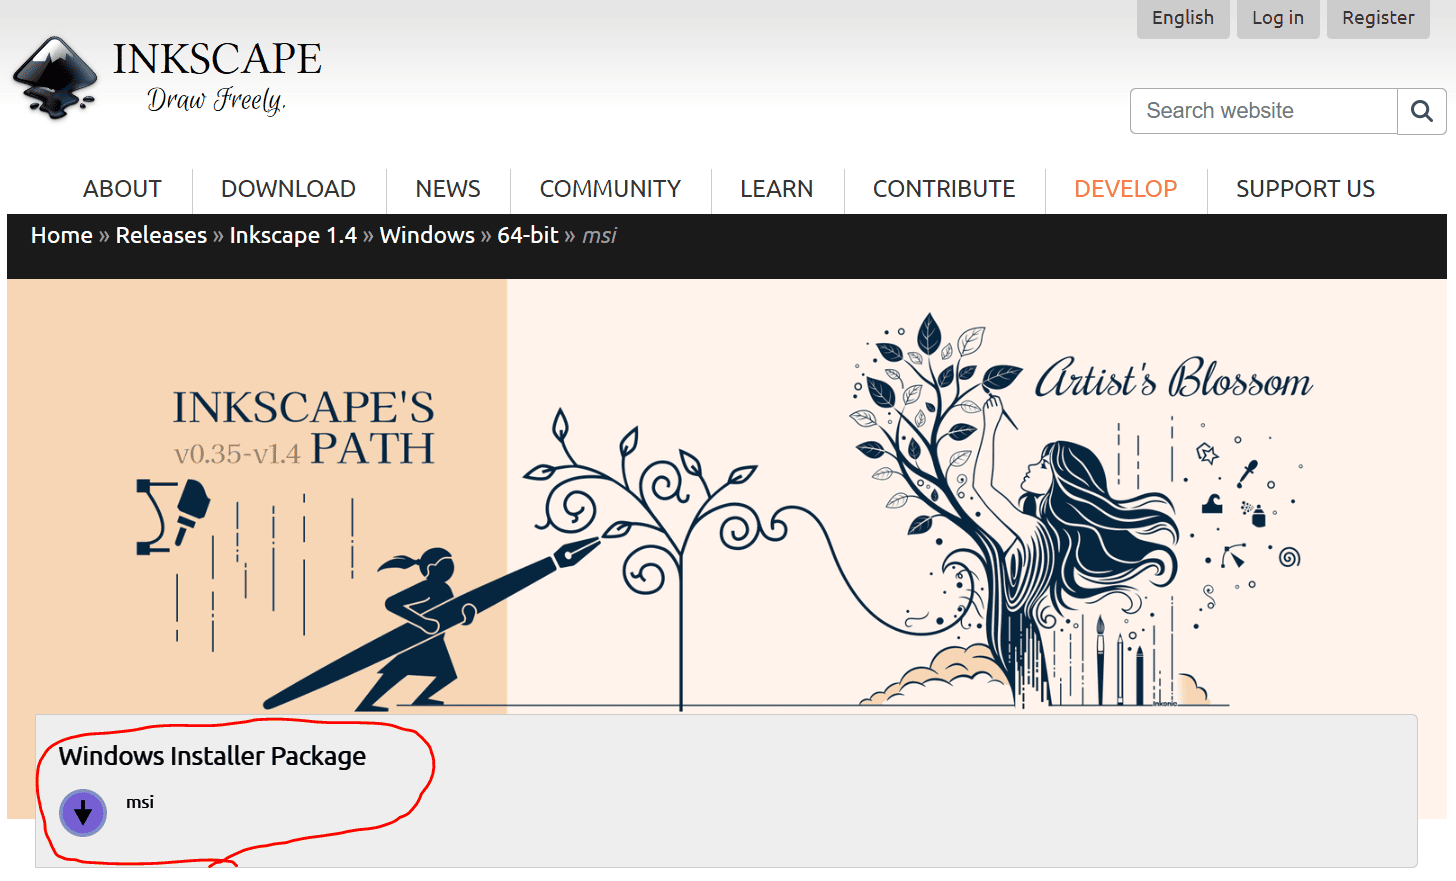 English
Log in
Register
INKSCAPE
Draw Freely.
Search website
ABOUT
DOWNLOAD
NEWS
COMMUNITY
LEARN
CONTRIBUTE
DEVELOP
SUPPORT US
Home » Releases » Inkscape 1.4 » Windows » 64-bit » msi
INKSCAPE'S
v0.35-v1.4 PATH
Artist's Blossom
Windows Installer Package
msi